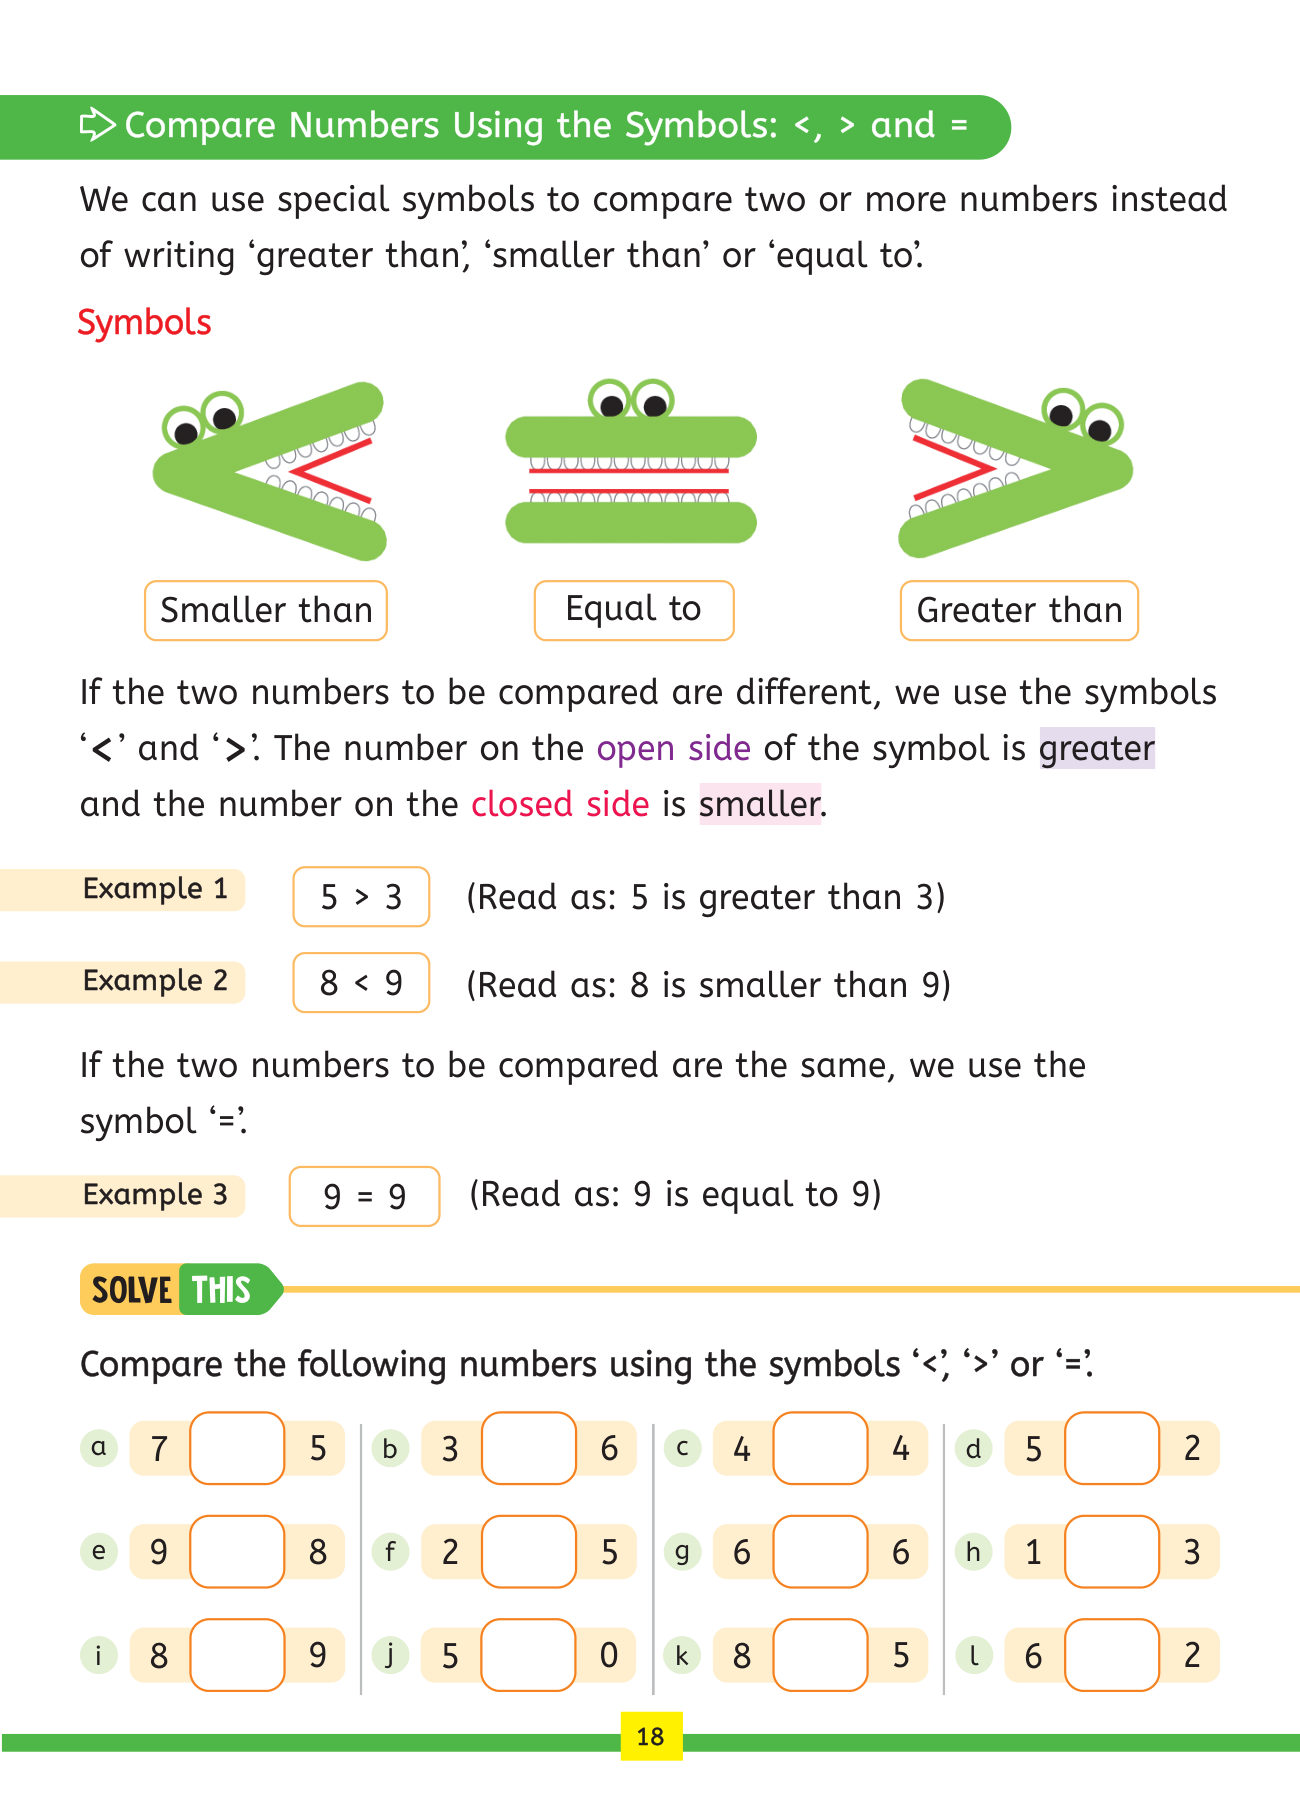 Compare Numbers Using the Symbols: <, > and =
We can use special symbols to compare two or more numbers instead
of writing ‘greater than’, ‘smaller than’ or ‘equal to’.
Symbols
Smaller than Equal to Greater than
If the two numbers to be compared are different, we use the symbols
‘<’ and ‘>’. The number on the open side of the symbol is greater
and the number on the closed side is smaller.
Example 1 5 > 3 (Read as: 5 is greater than 3)
Example 2 8 < 9 (Read as: 8 is smaller than 9)
If the two numbers to be compared are the same, we use the
symbol ‘=’.
Example 3 9 = 9 (Read as: 9 is equal to 9)
SOLVE THIS
Compare the following numbers using the symbols ‘<’, ‘>’ or ‘=’.
a 7 5 b 3 6 c 4 4 d 5 2
e 9 8 f 2 5 g 6 6 h 1 3
i 8 9 j 5 0 k 8 5 l 6 2
18